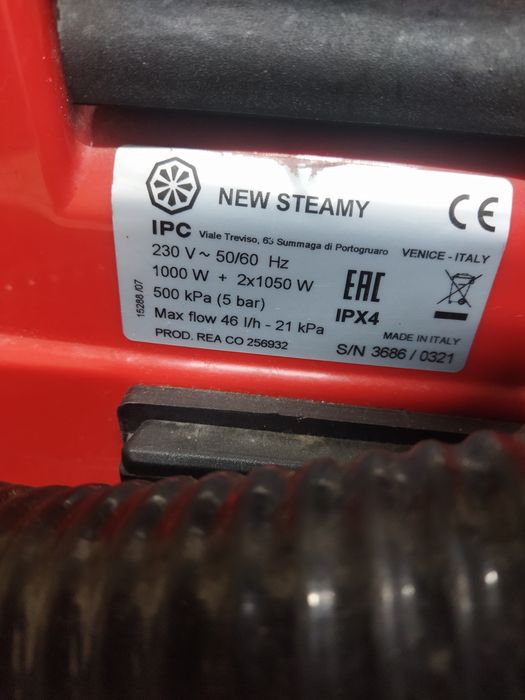 NEW STEAMY
CE
IPC Viale Treviso, 63 Summaga di Portogruaro VENICE - ITALY
230 V ~ 50/60 Hz
1000 W + 2x1050 W
EAC
500 kPa (5 bar)
IPX4
Max flow 46 l/h - 21 kPa
MADE IN ITALY
PROD. REA CO 256932
S/N 3686 / 0321
15288 /07